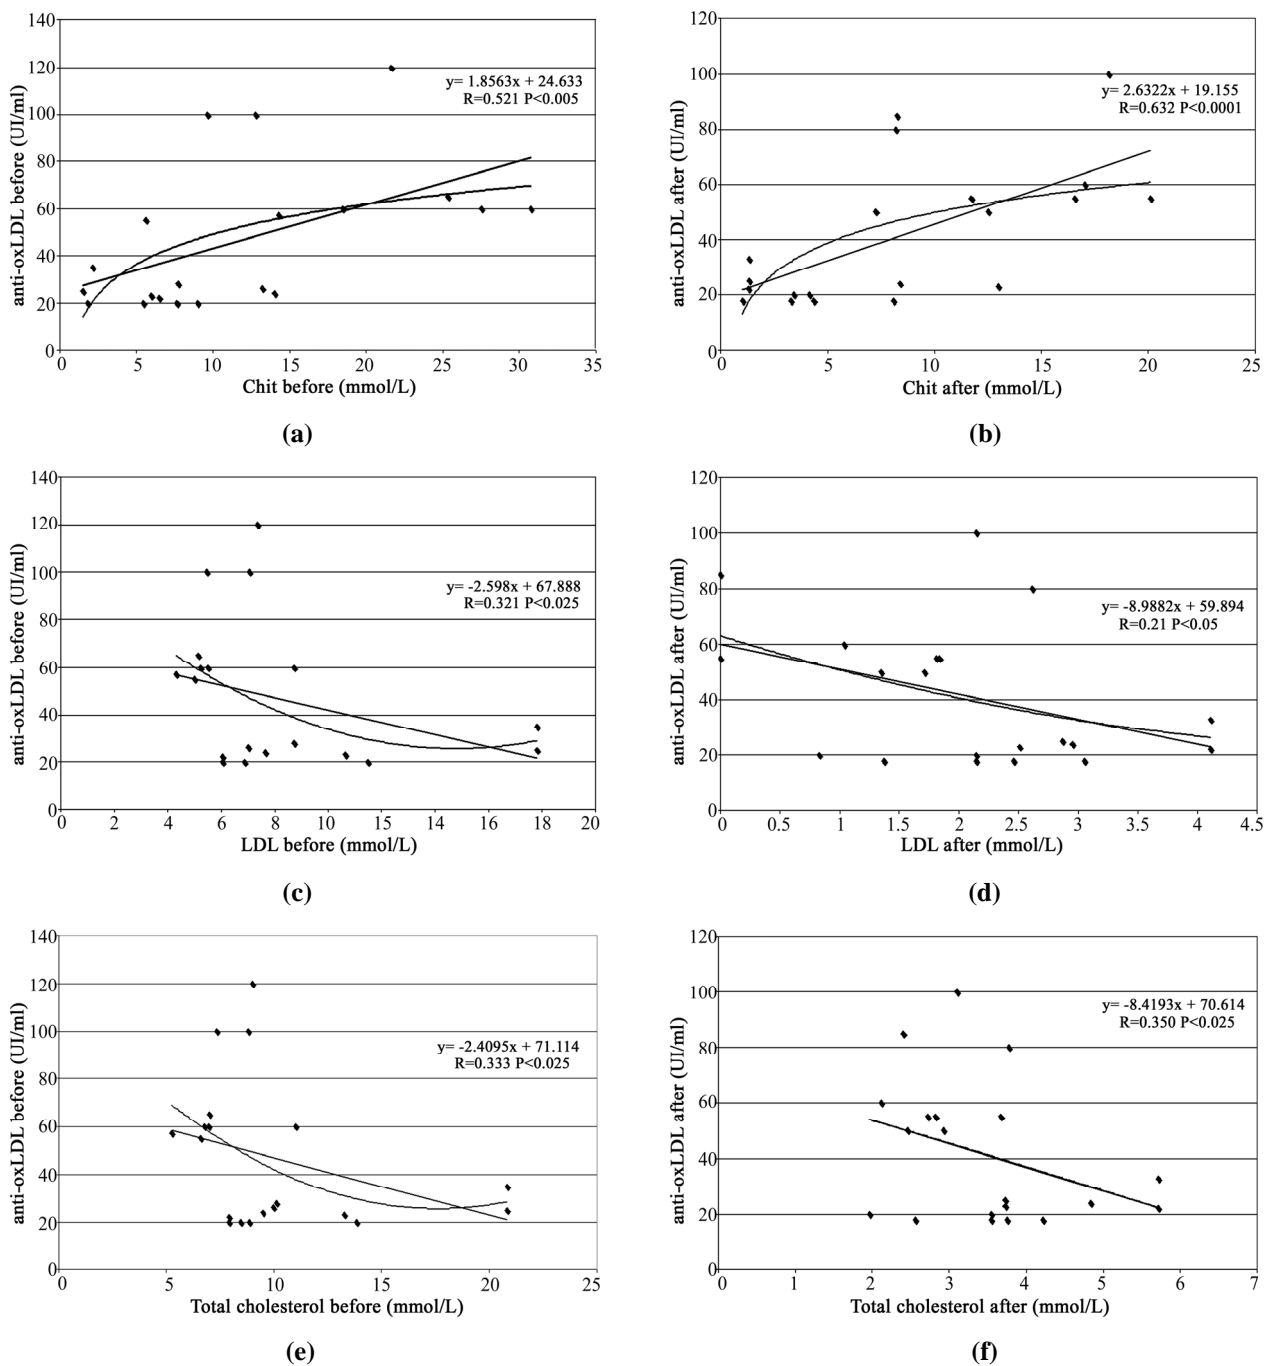 140
120
100
80
60
40
20
0
anti-oxLDL before (UI/ml)
y= 1.8563x + 24.633
R=0.521 P<0.005
0 5 10 15 20 25 30 35
Chit before (mmol/L)
(a)
120
100
80
60
40
20
0
anti-oxLDL after (UI/ml)
y= 2.6322x + 19.155
R=0.632 P<0.0001
0 5 10 15 20 25
Chit after (mmol/L)
(b)
140
120
100
80
60
40
20
0
anti-oxLDL before (UI/ml)
y= -2.598x + 67.888
R=0.321 P<0.025
0 2 4 6 8 10 12 14 16 18 20
LDL before (mmol/L)
(c)
120
100
80
60
40
20
0
anti-oxLDL after (UI/ml)
y= -8.9882x + 59.894
R=0.21 P<0.05
0 0.5 1 1.5 2 2.5 3 3.5 4 4.5
LDL after (mmol/L)
(d)
140
120
100
80
60
40
20
0
anti-oxLDL before (UI/ml)
y= -2.4095x + 71.114
R=0.333 P<0.025
0 5 10 15 20 25
Total cholesterol before (mmol/L)
(e)
120
100
80
60
40
20
0
anti-oxLDL after (UI/ml)
y= -8.4193x + 70.614
R=0.350 P<0.025
0 1 2 3 4 5 6 7
Total cholesterol after (mmol/L)
(f)